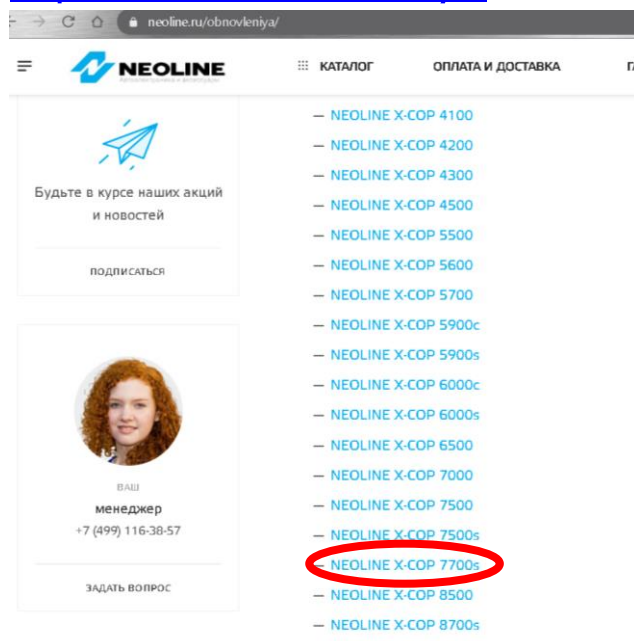 neoline.ru/obnovleniya/
NEOLINE
КАТАЛОГ
ОПЛАТА И ДОСТАВКА
Будьте в курсе наших акций
и новостей
ПОДПИСАТЬСЯ
ВАШ
менеджер
+7 (499) 116-38-57
ЗАДАТЬ ВОПРОС
— NEOLINE X-COP 4100
— NEOLINE X-COP 4200
— NEOLINE X-COP 4300
— NEOLINE X-COP 4500
— NEOLINE X-COP 5500
— NEOLINE X-COP 5600
— NEOLINE X-COP 5700
— NEOLINE X-COP 5900c
— NEOLINE X-COP 5900s
— NEOLINE X-COP 6000c
— NEOLINE X-COP 6000s
— NEOLINE X-COP 6500
— NEOLINE X-COP 7000
— NEOLINE X-COP 7500
— NEOLINE X-COP 7500s
— NEOLINE X-COP 7700s
— NEOLINE X-COP 8500
— NEOLINE X-COP 8700s